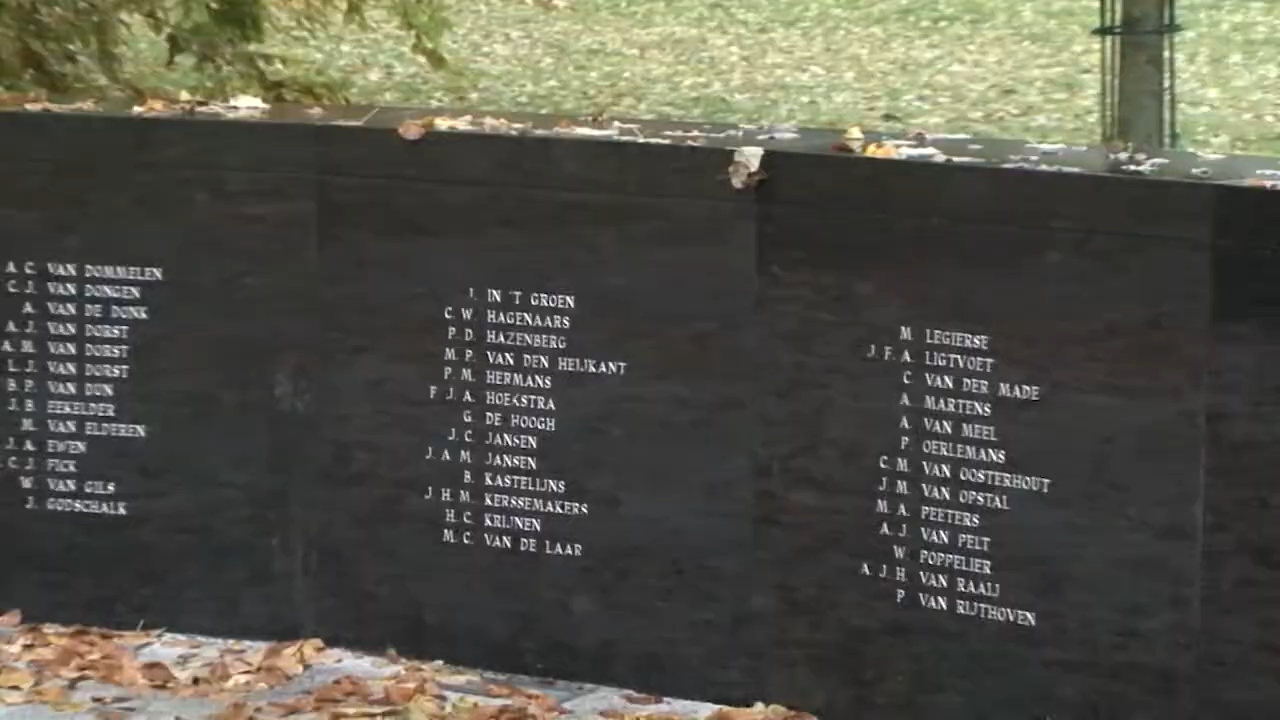 A. C. VAN DOMMELEN
C. J. VAN DONGEN
A. VAN DE DONK
A. J. VAN DORST
A. M. VAN DORST
L. J. VAN DORST
B. P. VAN DUN
J. B. EEKELDER
M. VAN ELDEREN
J. A. EWEN
C. J. FICK
W. VAN GILS
J. GODSCHALK
J. IN 'T GROEN
C. W. HAGENAARS
P. D. HAZENBERG
M. P. VAN DEN HEIJKANT
P. M. HERMANS
F. J. A. HOEKSTRA
G. DE HOOGH
J. C. JANSEN
J. A. M. JANSEN
B. KASTELIJNS
J. H. M. KERSSEMAKERS
H. C. KRIJNEN
M. C. VAN DE LAAR
M. LEGIERSE
J. F. A. LIGTVOET
C. VAN DER MADE
A. MARTENS
A. VAN MEEL
P. OERLEMANS
C. M. VAN OOSTERHOUT
J. M. VAN OPSTAL
M. A. PEETERS
A. J. VAN PELT
W. POPPELIER
A. J. H. VAN RAAIJ
P. VAN RIJTHOVEN